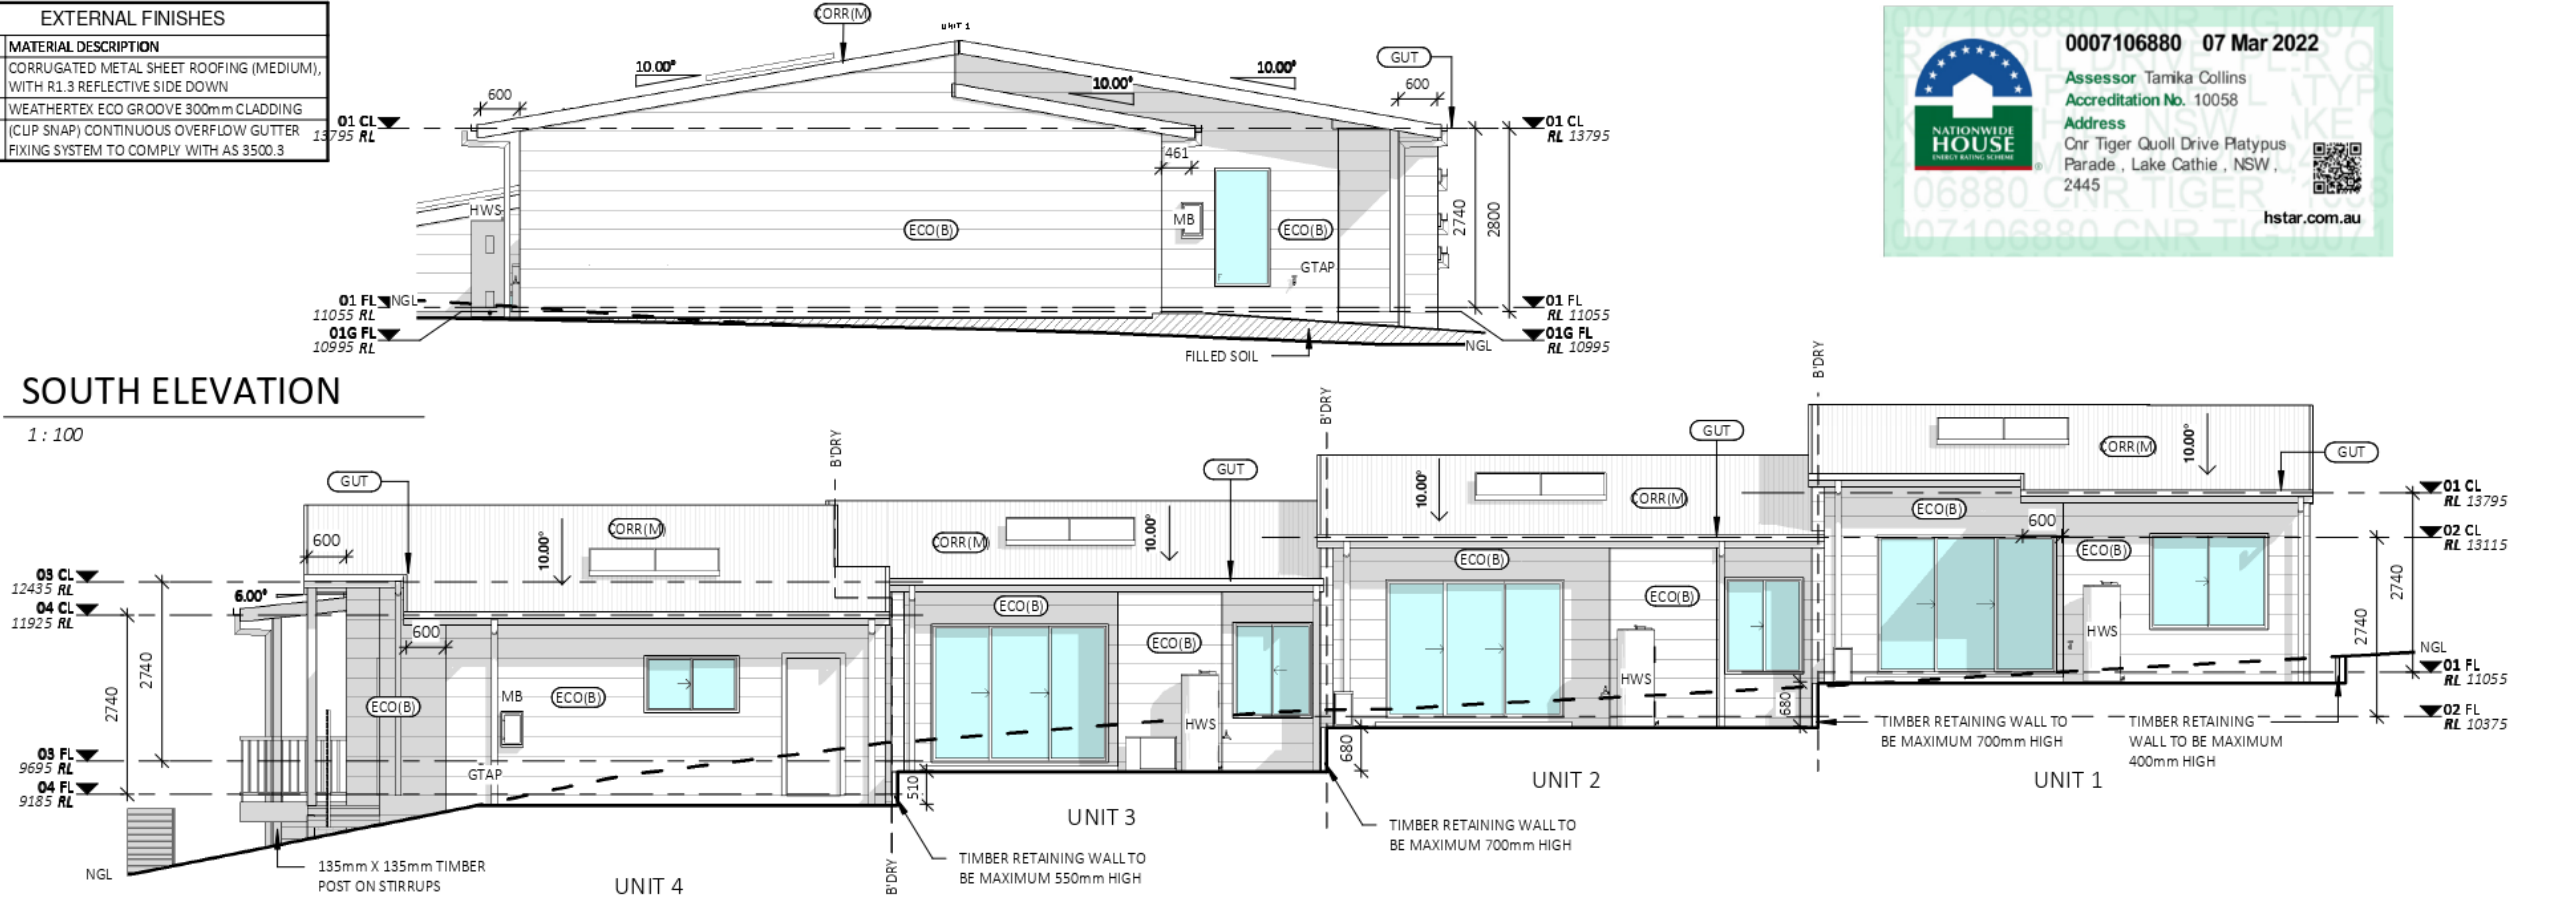 EXTERNAL FINISHES
MATERIAL DESCRIPTION
CORRUGATED METAL SHEET ROOFING (MEDIUM),
WITH R1.3 REFLECTIVE SIDE DOWN
WEATHERTEX ECO GROOVE 300mm CLADDING
(CLIP SNAP) CONTINUOUS OVERFLOW GUTTER
FIXING SYSTEM TO COMPLY WITH AS 3500.3
CORR(M)
UNIT 1
10.00°
10.00°
10.00°
GUT
600
600
01 CL
13795 RL
01 CL
RL 13795
461
HWS
MB
ECO(B)
ECO(B)
GTAP
2740
2800
01 FL
NGL
11055 RL
01G FL
10995 RL
01 FL
RL 11055
01G FL
RL 10995
FILLED SOIL
NGL
0007106880 07 Mar 2022
Assessor Tamika Collins
Accreditation No. 10058
Address
Cnr Tiger Quoll Drive Platypus
Parade , Lake Cathie , NSW ,
2445
hstar.com.au
NATIONWIDE
HOUSE
ENERGY RATING SCHEME
SOUTH ELEVATION
1 : 100
B'DRY
B'DRY
B'DRY
GUT
GUT
GUT
GUT
CORR(M)
CORR(M)
CORR(M)
CORR(M)
10.00°
10.00°
10.00°
10.00°
600
600
600
6.00°
03 CL
12435 RL
04 CL
11925 RL
01 CL
RL 13795
02 CL
RL 13115
2740
2740
2740
2740
ECO(B)
ECO(B)
ECO(B)
ECO(B)
ECO(B)
ECO(B)
ECO(B)
ECO(B)
MB
GTAP
HWS
HWS
HWS
03 FL
9695 RL
04 FL
9185 RL
NGL
01 FL
RL 11055
02 FL
RL 10375
510
680
680
TIMBER RETAINING WALL TO
BE MAXIMUM 700mm HIGH
TIMBER RETAINING
WALL TO BE MAXIMUM
400mm HIGH
UNIT 2
UNIT 1
UNIT 3
UNIT 4
TIMBER RETAINING WALL TO
BE MAXIMUM 700mm HIGH
TIMBER RETAINING WALL TO
BE MAXIMUM 550mm HIGH
B'DRY
135mm X 135mm TIMBER
POST ON STIRRUPS
NGL